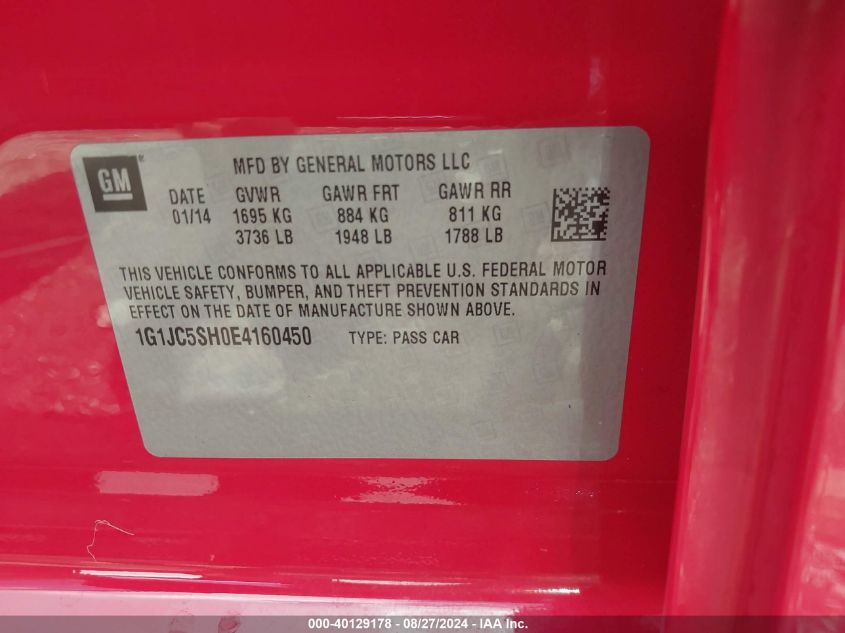 GM
MFD BY GENERAL MOTORS LLC
DATE GVWR GAWR FRT GAWR RR
01/14 1695 KG 884 KG 811 KG
3736 LB 1948 LB 1788 LB
THIS VEHICLE CONFORMS TO ALL APPLICABLE U.S. FEDERAL MOTOR
VEHICLE SAFETY, BUMPER, AND THEFT PREVENTION STANDARDS IN
EFFECT ON THE DATE OF MANUFACTURE SHOWN ABOVE.
1G1JC5SH0E4160450 TYPE: PASS CAR
000-40129178 - 08/27/2024 - IAA Inc.